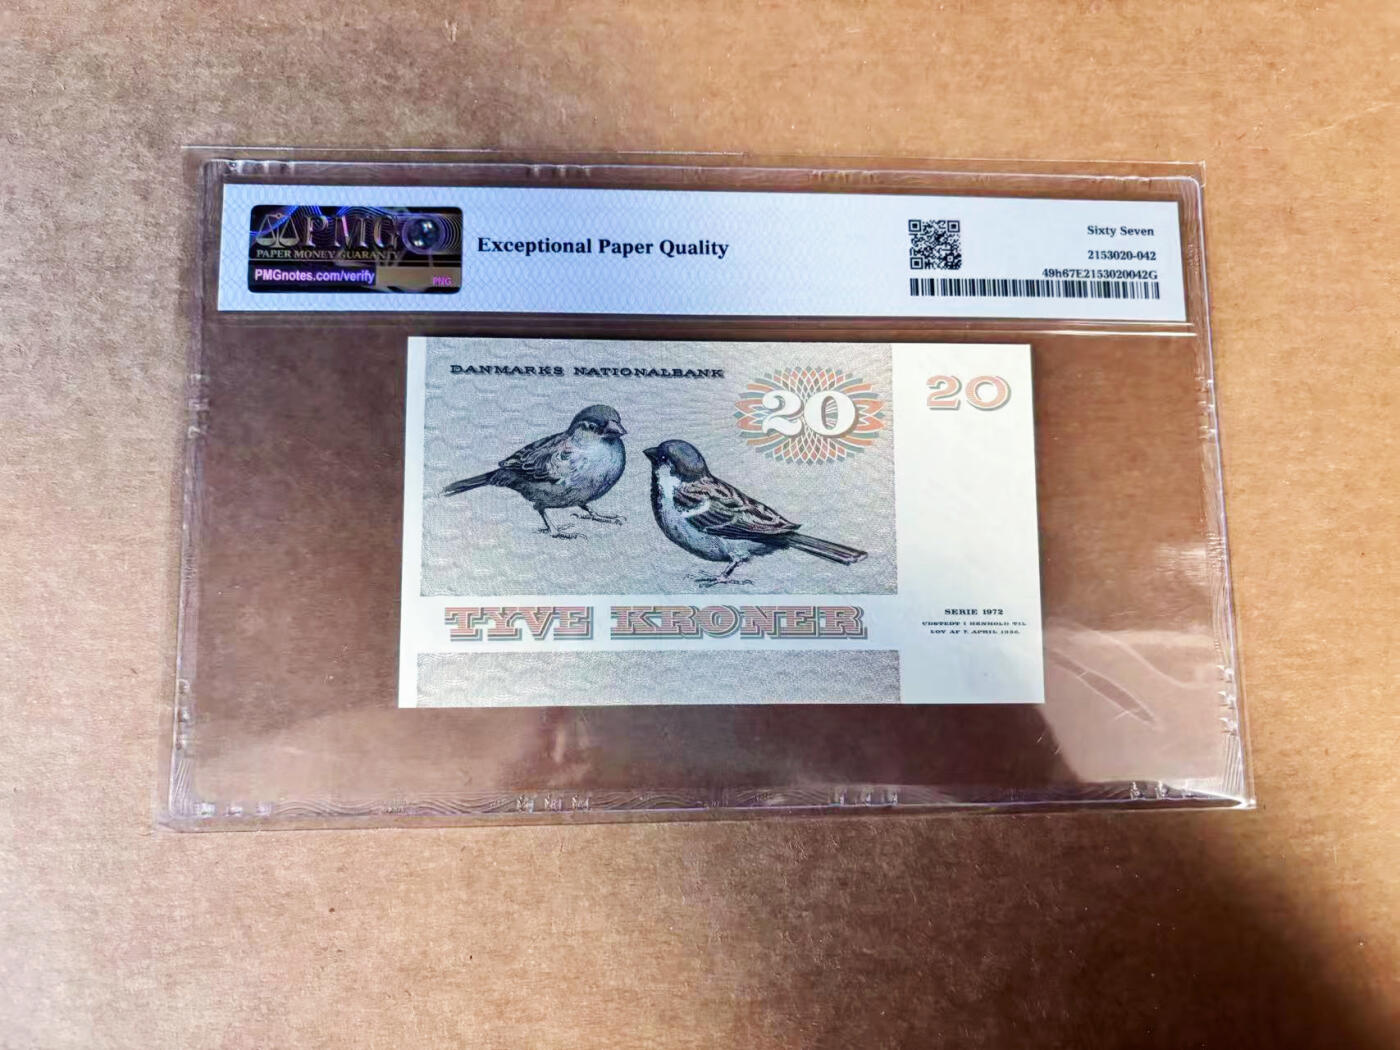 PMG
PAPER MONEY GUARANTY
PMGnotes.com/verify
PMG
Exceptional Paper Quality
Sixty Seven
2153020-042
49h67E2153020042G
DANMARKS NATIONALBANK
20
20
TYVE KRONER
SERIE 1972
UDSTEDT I HENHOLD TIL
LOV AF 7. APRIL 1936.